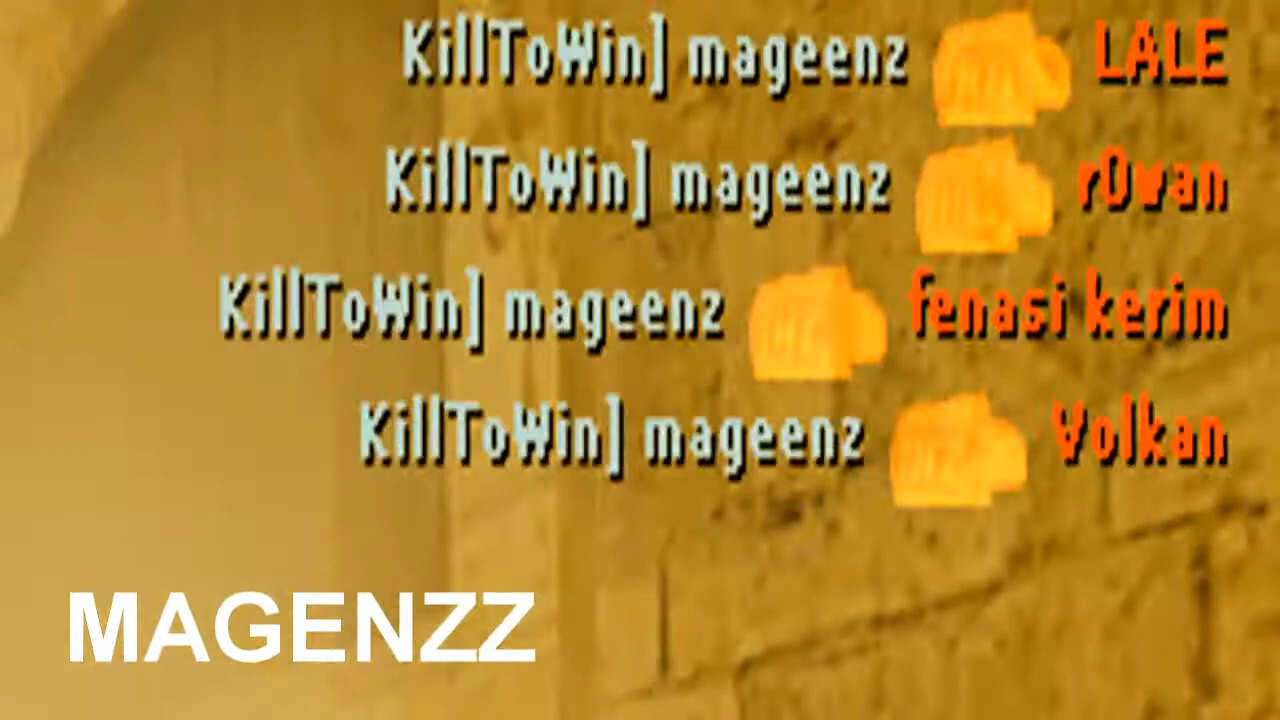 KillToWin] mageenz LALE
KillToWin] mageenz r0wan
KillToWin] mageenz fenasi kerim
KillToWin] mageenz Volkan
MAGENZZ